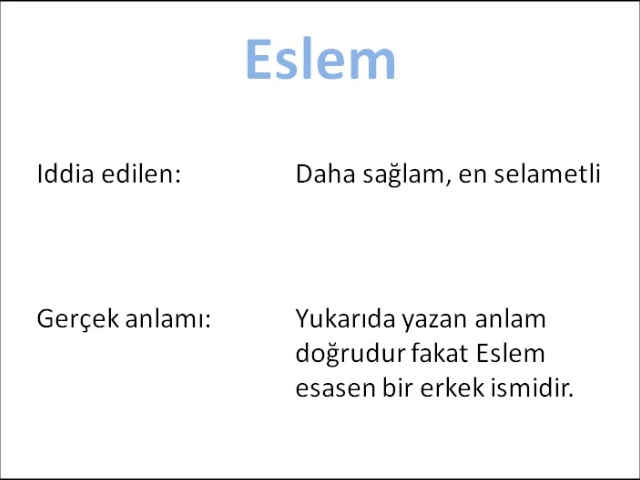 Eslem
Iddia edilen: Daha sağlam, en selametli
Gerçek anlamı: Yukarıda yazan anlam
doğrudur fakat Eslem
esasen bir erkek ismidir.